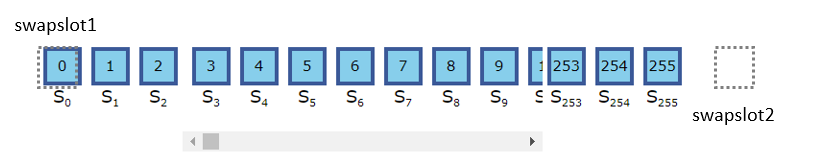 swapslot1
0 1 2 3 4 5 6 7 8 9 1 253 254 255
S₀ S₁ S₂ S₃ S₄ S₅ S₆ S₇ S₈ S₉ S S₂₅₃ S₂₅₄ S₂₅₅
swapslot2